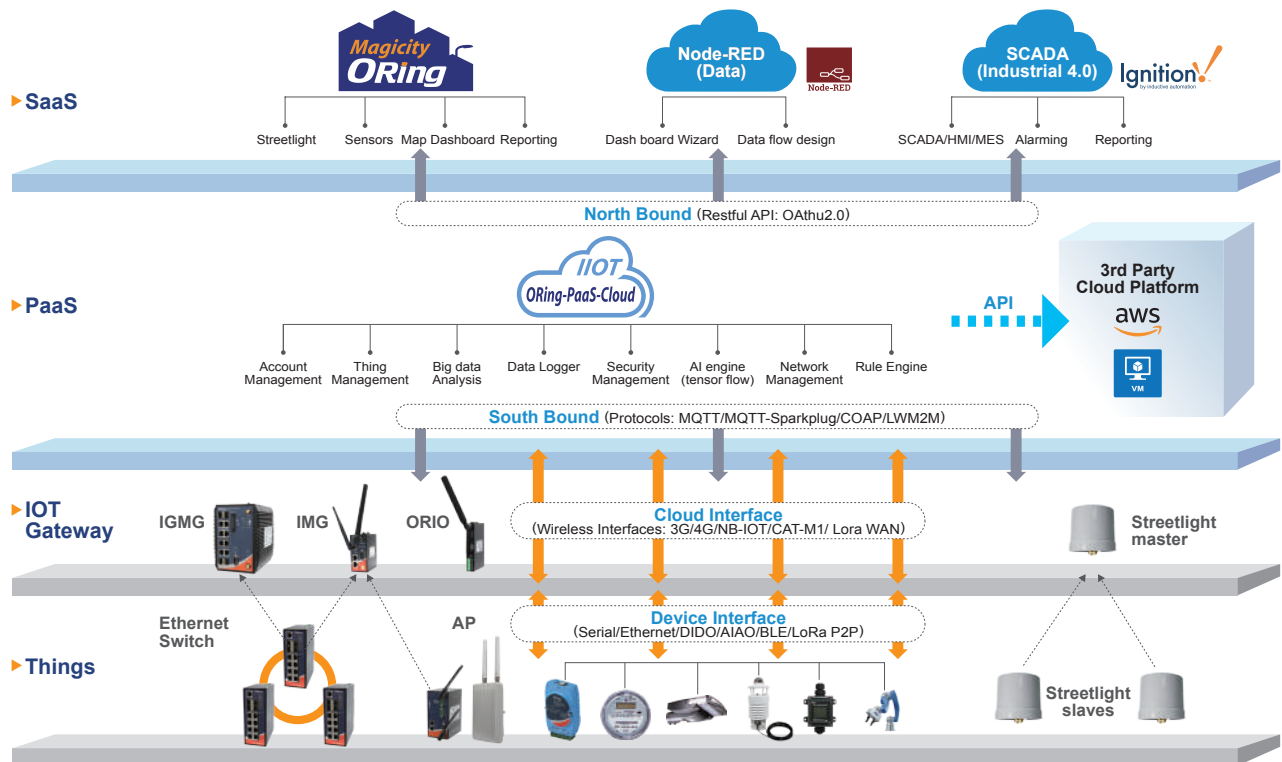 Magicity
ORing
Node-RED
(Data)
Node-RED
SCADA
(Industrial 4.0)
Ignition!
by inductive automation
SaaS
Streetlight
Sensors
Map Dashboard
Reporting
Dash board Wizard
Data flow design
SCADA/HMI/MES
Alarming
Reporting
North Bound (Restful API: OAthu2.0)
IIOT
ORing-PaaS-Cloud
3rd Party
Cloud Platform
aws
VM
API
PaaS
Account
Management
Thing
Management
Big data
Analysis
Data Logger
Security
Management
AI engine
(tensor flow)
Network
Management
Rule Engine
South Bound (Protocols: MQTT/MQTT-Sparkplug/COAP/LWM2M)
IOT
Gateway
IGMG
IMG
ORIO
Cloud Interface
(Wireless Interfaces: 3G/4G/NB-IOT/CAT-M1/ Lora WAN)
Streetlight
master
Ethernet
Switch
AP
Device Interface
(Serial/Ethernet/DIDO/AIAO/BLE/LoRa P2P)
Things
Streetlight
slaves